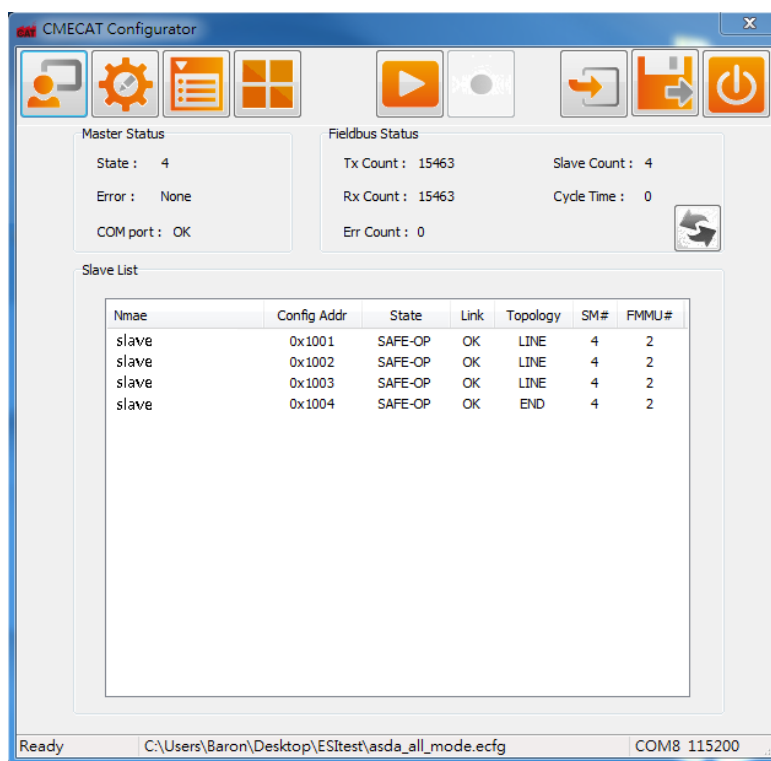 CAT CMECAT Configurator
Master Status
State : 4
Error : None
COM port : OK
Fieldbus Status
Tx Count : 15463 Slave Count : 4
Rx Count : 15463 Cycle Time : 0
Err Count : 0
Slave List
Nmae Config Addr State Link Topology SM# FMMU#
slave 0x1001 SAFE-OP OK LINE 4 2
slave 0x1002 SAFE-OP OK LINE 4 2
slave 0x1003 SAFE-OP OK LINE 4 2
slave 0x1004 SAFE-OP OK END 4 2
Ready C:\Users\Baron\Desktop\ESItest\asda_all_mode.ecfg COM8 115200